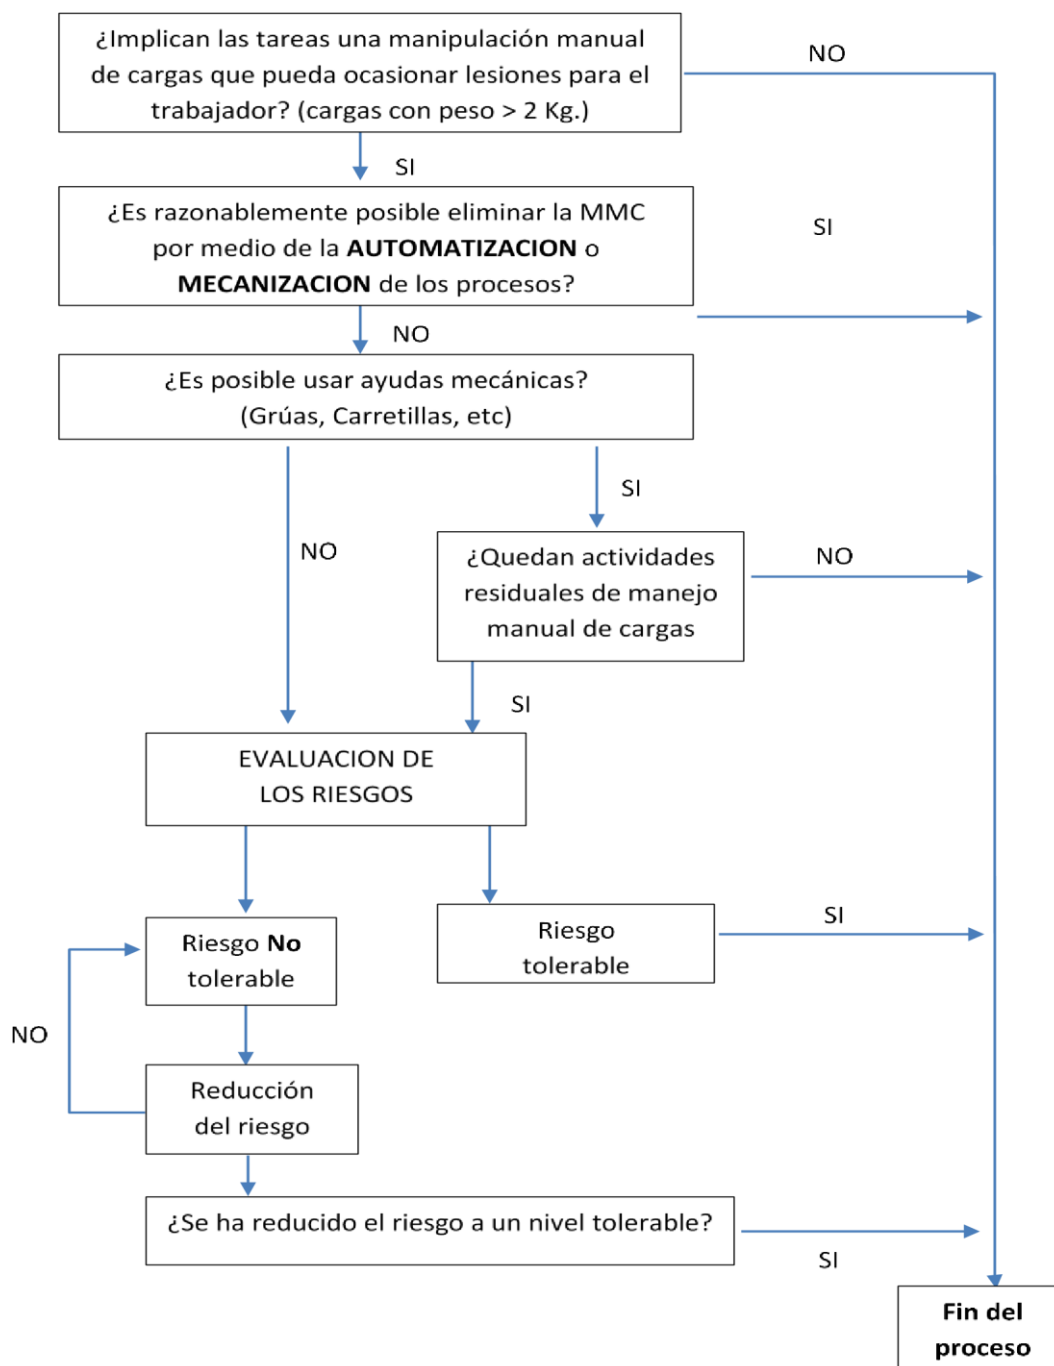 ¿Implican las tareas una manipulación manual
de cargas que pueda ocasionar lesiones para el
trabajador? (cargas con peso > 2 Kg.)
NO
SI
¿Es razonablemente posible eliminar la MMC
por medio de la AUTOMATIZACION o
MECANIZACION de los procesos?
SI
NO
¿Es posible usar ayudas mecánicas?
(Grúas, Carretillas, etc)
SI
NO
¿Quedan actividades
residuales de manejo
manual de cargas
NO
SI
EVALUACION DE
LOS RIESGOS
Riesgo No
tolerable
Riesgo
tolerable
SI
NO
Reducción
del riesgo
¿Se ha reducido el riesgo a un nivel tolerable?
SI
Fin del
proceso